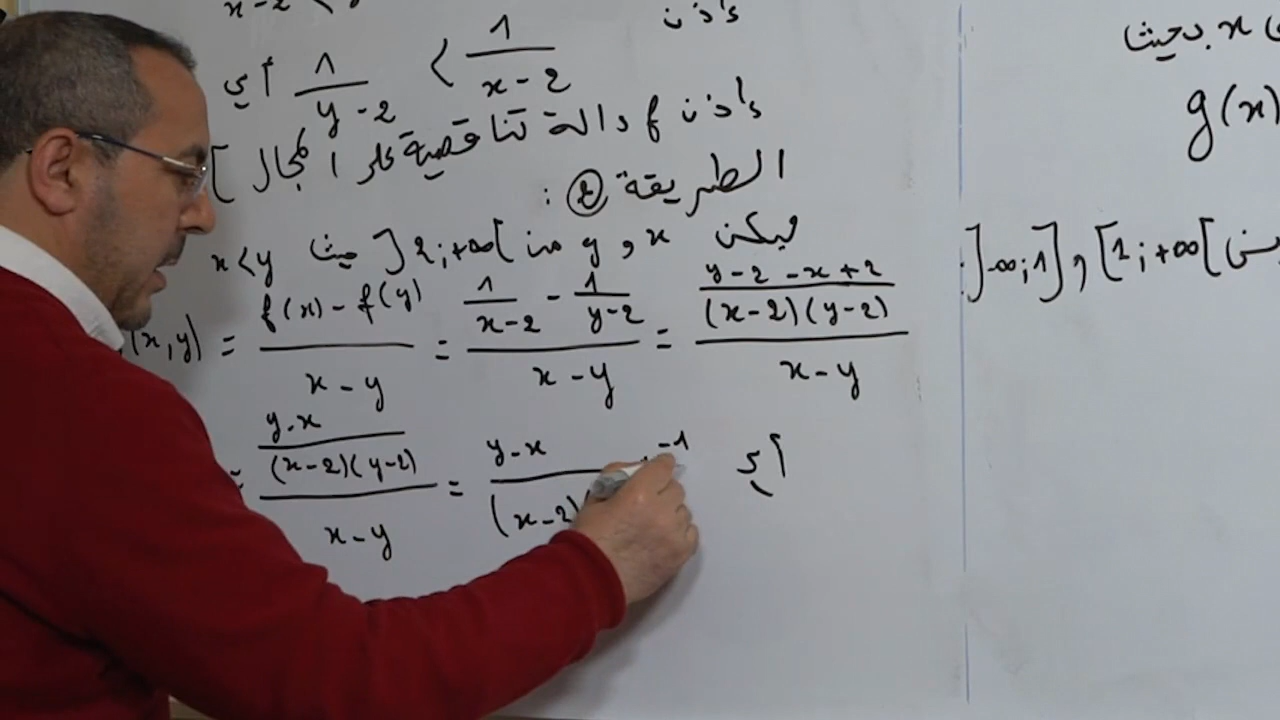 x-2 <
إذن
أي 1/(y-2) < 1/(x-2)
إذن f دالة تناقصية على المجال ]
الطريقة ② :
ليكن x و y من ]2;+∞[ حيث x<y
(x,y) = (f(x)-f(y))/(x-y) = (1/(x-2) - 1/(y-2))/(x-y) = ((y-2-x+2)/((x-2)(y-2)))/(x-y)
= ((y-x)/((x-2)(y-2)))/(x-y) = (y-x)/((x-2)( -1 أي
x بحيث
g(x)
]-∞;1] , [2;+∞[